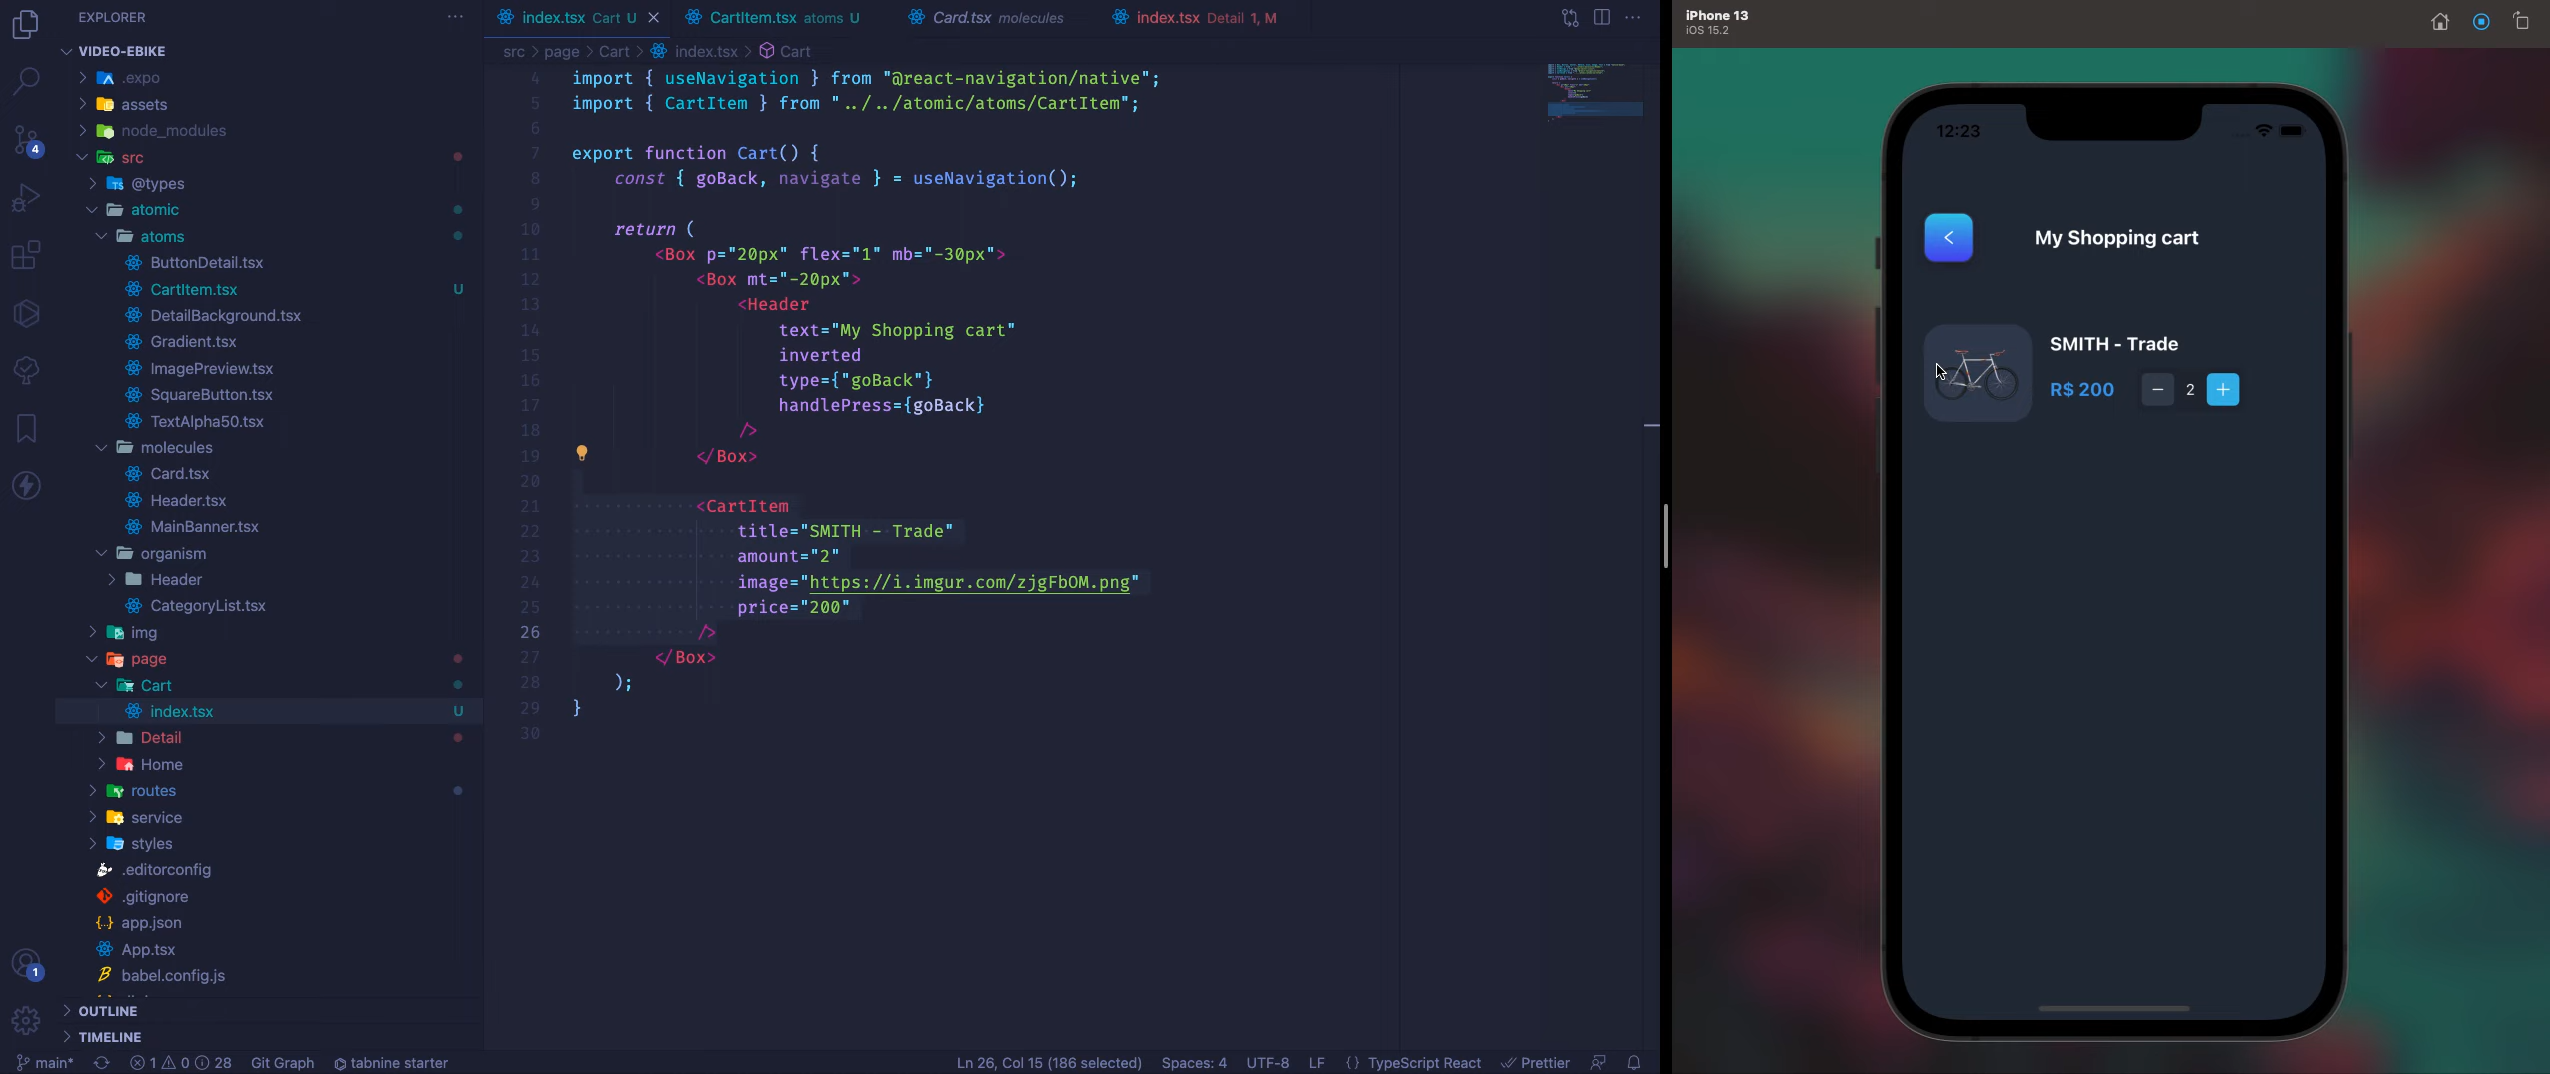 EXPLORER
VIDEO-EBIKE
.expo
assets
node_modules
src
@types
atomic
atoms
ButtonDetail.tsx
CartItem.tsx U
DetailBackground.tsx
Gradient.tsx
ImagePreview.tsx
SquareButton.tsx
TextAlpha50.tsx
molecules
Card.tsx
Header.tsx
MainBanner.tsx
organism
Header
CategoryList.tsx
img
page
Cart
index.tsx U
Detail
Home
routes
service
styles
.editorconfig
.gitignore
app.json
App.tsx
babel.config.js
OUTLINE
TIMELINE
4
1
index.tsx Cart U
CartItem.tsx atoms U
Card.tsx molecules
index.tsx Detail 1, M
src > page > Cart > index.tsx > Cart
4 import { useNavigation } from "@react-navigation/native";
5 import { CartItem } from "../../atomic/atoms/CartItem";
6
7 export function Cart() {
8 const { goBack, navigate } = useNavigation();
9
10 return (
11 <Box p="20px" flex="1" mb="-30px">
12 <Box mt="-20px">
13 <Header
14 text="My Shopping cart"
15 inverted
16 type={"goBack"}
17 handlePress={goBack}
18 />
19 </Box>
20
21 <CartItem
22 title="SMITH - Trade"
23 amount="2"
24 image="https://i.imgur.com/zjgFbOM.png"
25 price="200"
26 />
27 </Box>
28 );
29 }
30
main* 1 0 28 Git Graph tabnine starter
Ln 26, Col 15 (186 selected) Spaces: 4 UTF-8 LF {} TypeScript React Prettier
iPhone 13
iOS 15.2
12:23
< My Shopping cart
SMITH - Trade
R$ 200 − 2 +